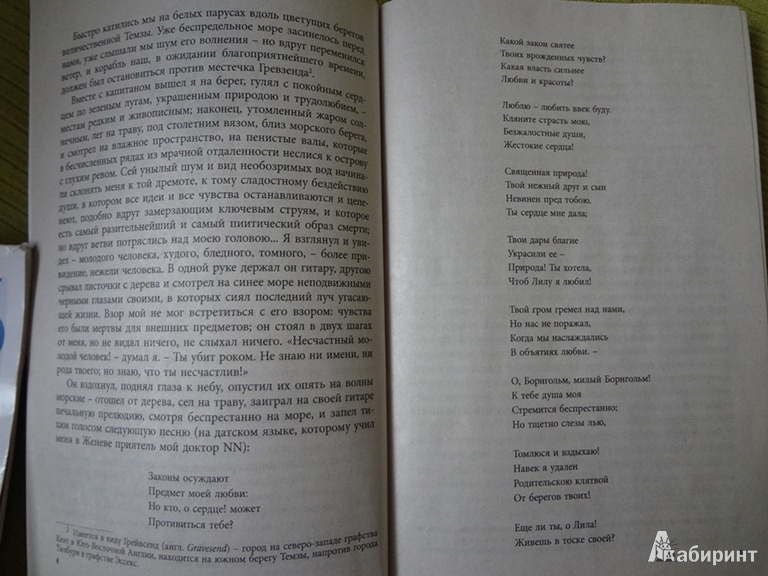 Быстро катились мы на белых парусах вдоль цветущих берегов
величественной Темзы. Уже беспредельное море засинелось перед
нами, уже слышали мы шум его волнения – но вдруг переменился
ветер, и корабль наш, в ожидании благоприятнейшего времени,
должен был остановиться против местечка Гревзенда².
Вместе с капитаном вышел я на берег, гулял с покойным серд-
цем по зеленым лугам, украшенным природою и трудолюбием, –
местам редким и живописным; наконец, утомленный жаром сол-
нечным, лег на траву, под столетним вязом, близ морского берега,
и смотрел на влажное пространство, на пенистые валы, которые
в бесчисленных рядах из мрачной отдаленности неслися к острову
с глухим ревом. Сей унылый шум и вид необозримых вод начина-
ли склонять меня к той дремоте, к тому сладостному бездействию
души, в котором все идеи и все чувства останавливаются и цепе-
неют, подобно вдруг замерзающим ключевым струям, и которое
есть самый разительнейший и самый пиитический образ смерти;
но вдруг ветви потряслись над моею головою... Я взглянул и уви-
дел – молодого человека, худого, бледного, томного, – более при-
видение, нежели человека. В одной руке держал он гитару, другою
срывал листочки с дерева и смотрел на синее море неподвижными
черными глазами своими, в которых сиял последний луч угасаю-
щей жизни. Взор мой не мог встретиться с его взором: чувства
его были мертвы для внешних предметов; он стоял в двух шагах
от меня, но не видал ничего, не слыхал ничего. «Несчастный мо-
лодой человек! – думал я. – Ты убит роком. Не знаю ни имени, ни
рода твоего; но знаю, что ты несчастлив!»
Он вздохнул, поднял глаза к небу, опустил их опять на волны
морские – отошел от дерева, сел на траву, заиграл на своей гитаре
печальную прелюдию, смотря беспрестанно на море, и запел ти-
хим голосом следующую песню (на датском языке, которому учил
меня в Женеве приятель мой доктор NN):
Законы осуждают
Предмет моей любви:
Но кто, о сердце! может
Противиться тебе?
² Имеется в виду Грейвсенд (англ. Gravesend) – город на северо-западе графства
Кент в Юго-Восточной Англии, находится на южном берегу Темзы, напротив города
Тилбури в графстве Эссекс.
4
Какой закон святее
Твоих врожденных чувств?
Какая власть сильнее
Любви и красоты?
Люблю – любить ввек буду.
Кляните страсть мою,
Безжалостные души,
Жестокие сердца!
Священная природа!
Твой нежный друг и сын
Невинен пред тобою.
Ты сердце мне дала;
Твои дары благие
Украсили ее –
Природа! Ты хотела,
Чтоб Лилу я любил!
Твой гром гремел над нами,
Но нас не поражал,
Когда мы наслаждались
В объятиях любви. –
О, Борнгольм, милый Борнгольм!
К тебе душа моя
Стремится беспрестанно;
Но тщетно слезы лью,
Томлюся и вздыхаю!
Навек я удален
Родительскою клятвой
От берегов твоих!
Еще ли ты, о Лила!
Живешь в тоске своей?
Лабиринт